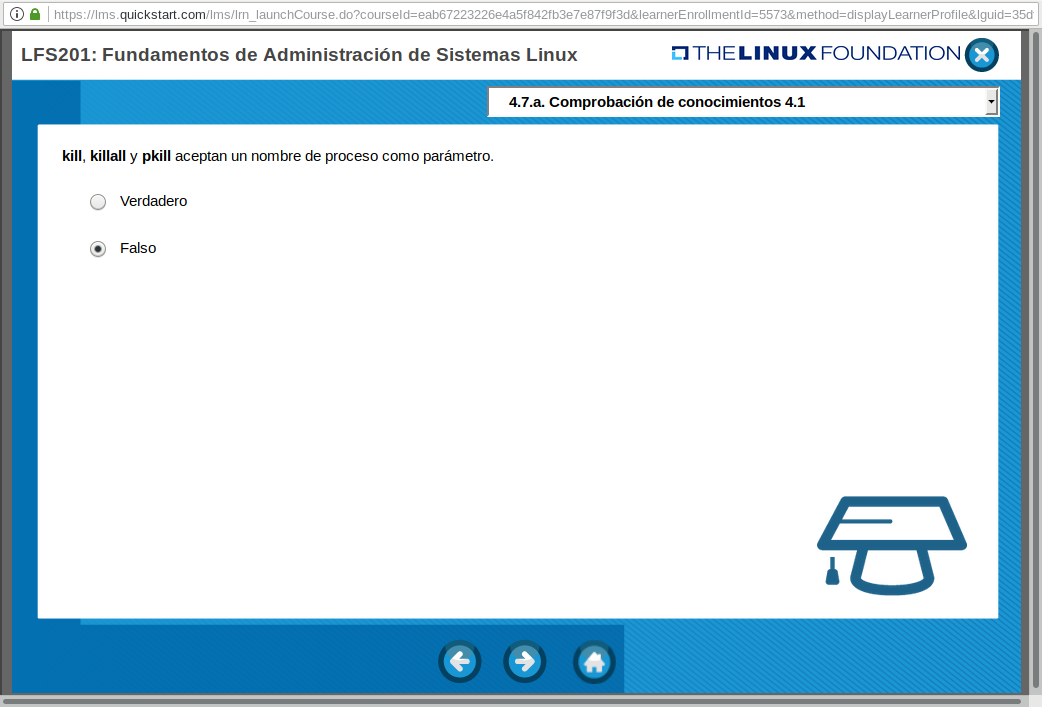 https://lms.quickstart.com/lms/lrn_launchCourse.do?courseId=eab67223226e4a5f842fb3e7e87f9f3d&learnerEnrollmentId=5573&method=displayLearnerProfile&lguid=35d
LFS201: Fundamentos de Administración de Sistemas Linux
THE LINUX FOUNDATION
4.7.a. Comprobación de conocimientos 4.1
kill, killall y pkill aceptan un nombre de proceso como parámetro.
Verdadero
Falso